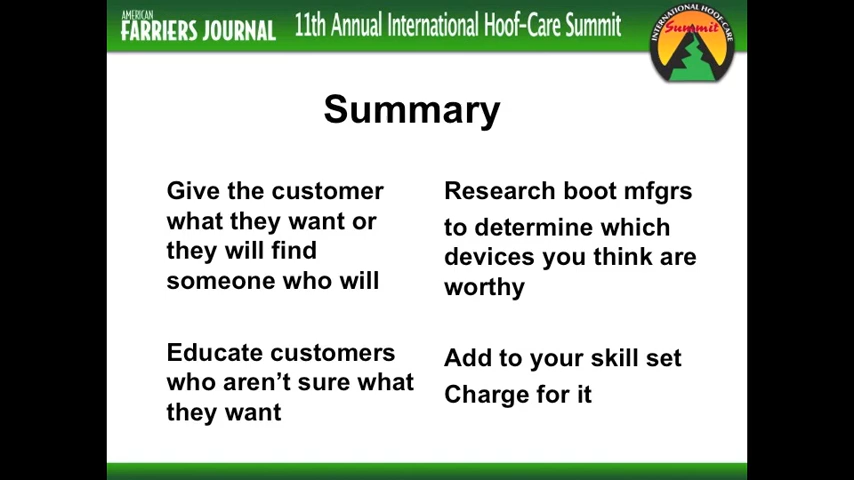 AMERICAN
FARRIERS JOURNAL
11th Annual International Hoof-Care Summit
INTERNATIONAL HOOF-CARE
Summit
Summary
Give the customer
what they want or
they will find
someone who will
Educate customers
who aren't sure what
they want
Research boot mfgrs
to determine which
devices you think are
worthy
Add to your skill set
Charge for it